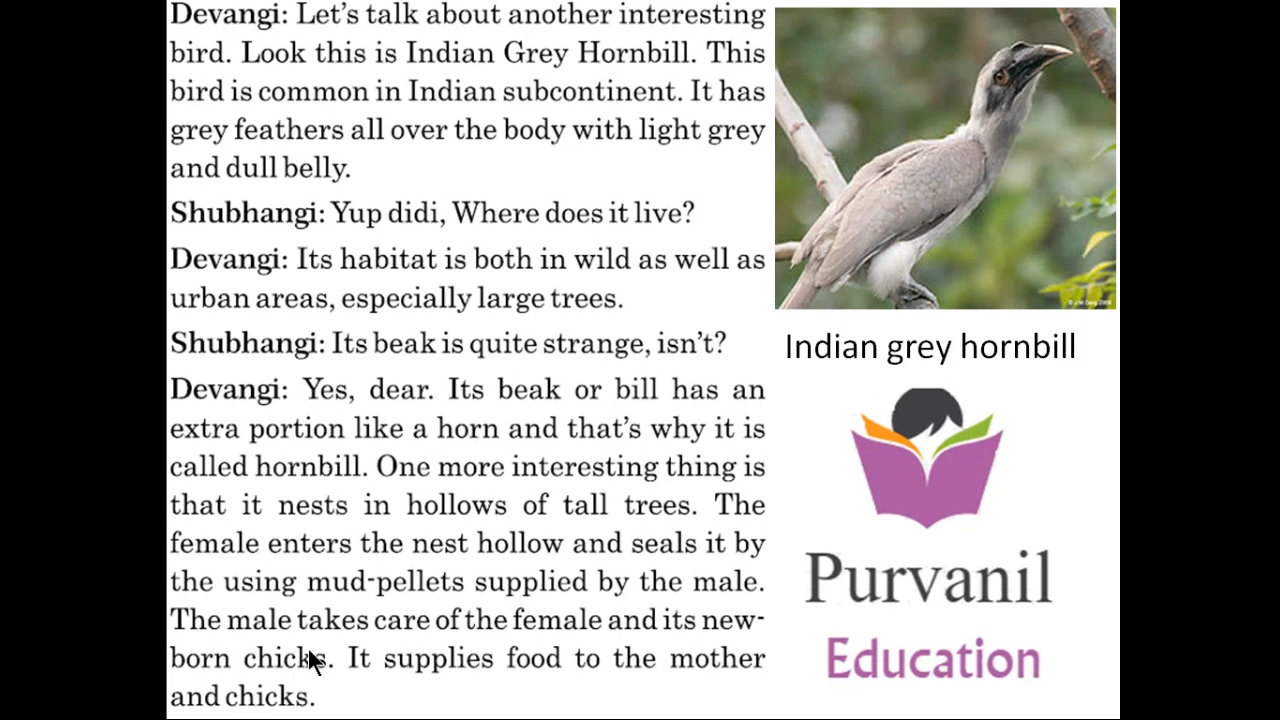 Devangi: Let's talk about another interesting
bird. Look this is Indian Grey Hornbill. This
bird is common in Indian subcontinent. It has
grey feathers all over the body with light grey
and dull belly.
Shubhangi: Yup didi, Where does it live?
Devangi: Its habitat is both in wild as well as
urban areas, especially large trees.
Shubhangi: Its beak is quite strange, isn't?
Devangi: Yes, dear. Its beak or bill has an
extra portion like a horn and that's why it is
called hornbill. One more interesting thing is
that it nests in hollows of tall trees. The
female enters the nest hollow and seals it by
the using mud-pellets supplied by the male.
The male takes care of the female and its new-
born chicks. It supplies food to the mother
and chicks.
Indian grey hornbill
Purvanil
Education